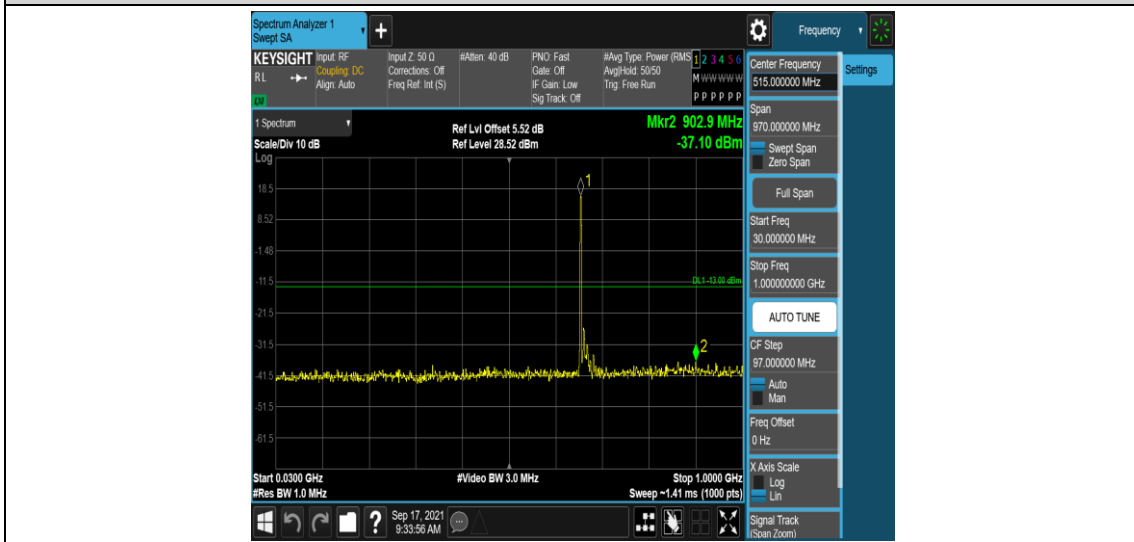 Spectrum Analyzer 1
Swept SA
+
Frequency
KEYSIGHT
RL
LXI
Input: RF
Coupling: DC
Align: Auto
Input Z: 50 Ω
Corrections: Off
Freq Ref: Int (S)
#Atten: 40 dB
PNO: Fast
Gate: Off
IF Gain: Low
Sig Track: Off
#Avg Type: Power (RMS
Avg|Hold: 50/50
Trig: Free Run
1 2 3 4 5 6
M W W W W W
P P P P P P
1 Spectrum
Scale/Div 10 dB
Log
Ref Lvl Offset 5.52 dB
Ref Level 28.52 dBm
Mkr2 902.9 MHz
-37.10 dBm
18.5
8.52
-1.48
-11.5
-21.5
-31.5
-41.5
-51.5
-61.5
1
DL1 -13.00 dBm
2
Start 0.0300 GHz
#Res BW 1.0 MHz
#Video BW 3.0 MHz
Stop 1.0000 GHz
Sweep ~1.41 ms (1000 pts)
?
Sep 17, 2021
9:33:56 AM
Center Frequency
515.000000 MHz
Settings
Span
970.000000 MHz
Swept Span
Zero Span
Full Span
Start Freq
30.000000 MHz
Stop Freq
1.000000000 GHz
AUTO TUNE
CF Step
97.000000 MHz
Auto
Man
Freq Offset
0 Hz
X Axis Scale
Log
Lin
Signal Track
(Span Zoom)